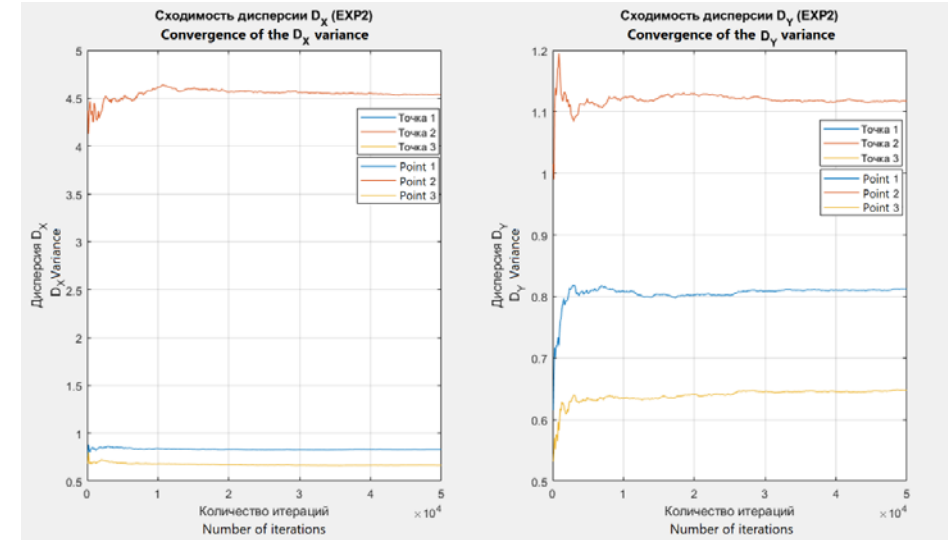 Сходимость дисперсии D_X (EXP2)
Convergence of the D_X variance
5
4.5
4
3.5
3
2.5
2
1.5
1
0.5
Дисперсия D_X
D_X Variance
Точка 1
Точка 2
Точка 3
Point 1
Point 2
Point 3
0 1 2 3 4 5
×10^4
Количество итераций
Number of iterations
Сходимость дисперсии D_Y (EXP2)
Convergence of the D_Y variance
1.2
1.1
1
0.9
0.8
0.7
0.6
0.5
Дисперсия D_Y
D_Y Variance
Точка 1
Точка 2
Точка 3
Point 1
Point 2
Point 3
0 1 2 3 4 5
×10^4
Количество итераций
Number of iterations